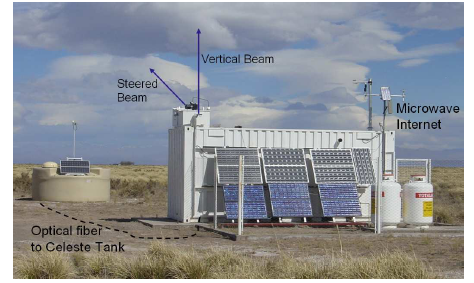 Vertical Beam
Steered
Beam
Microwave
Internet
Optical fiber
to Celeste Tank